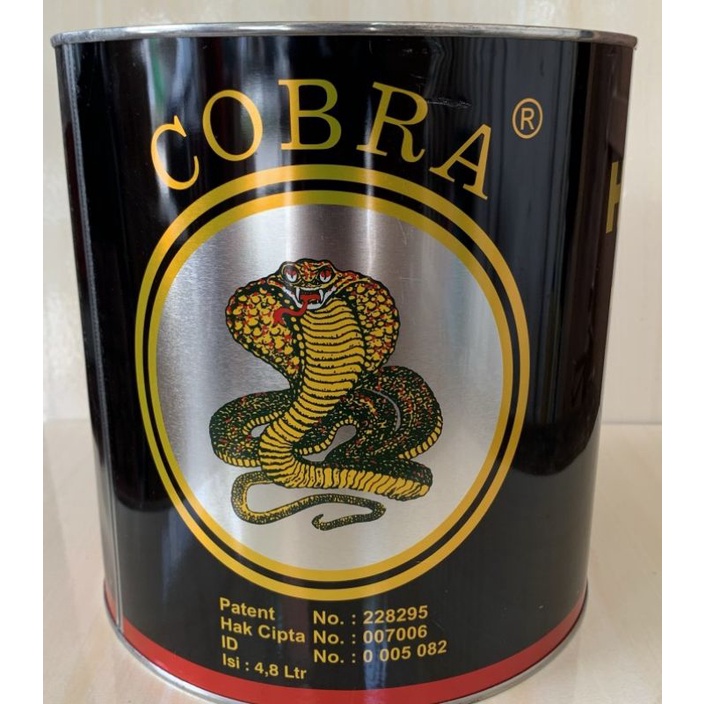 COBRA ®
H
Patent No. : 228295
Hak Cipta No. : 007006
ID No. : 0 005 082
Isi : 4,8 Ltr